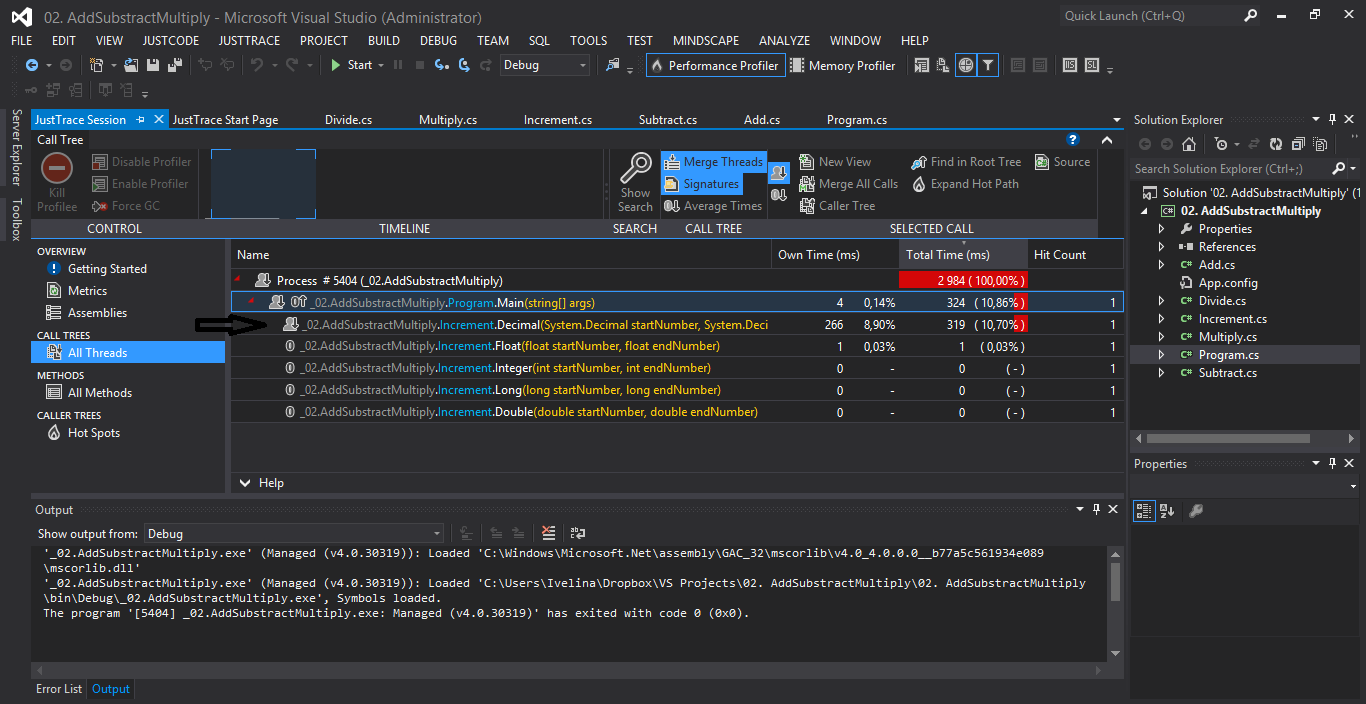 02. AddSubstractMultiply - Microsoft Visual Studio (Administrator)
Quick Launch (Ctrl+Q)
FILE EDIT VIEW JUSTCODE JUSTTRACE PROJECT BUILD DEBUG TEAM SQL TOOLS TEST MINDSCAPE ANALYZE WINDOW HELP
Start Debug Performance Profiler Memory Profiler
Server Explorer
Toolbox
JustTrace Session JustTrace Start Page Divide.cs Multiply.cs Increment.cs Subtract.cs Add.cs Program.cs
Call Tree
Kill
Profilee
Disable Profiler
Enable Profiler
Force GC
CONTROL
TIMELINE
Show
Search
SEARCH
Merge Threads
Signatures
Average Times
CALL TREE
New View
Merge All Calls
Caller Tree
Find in Root Tree
Expand Hot Path
Source
SELECTED CALL
OVERVIEW
Getting Started
Metrics
Assemblies
CALL TREES
All Threads
METHODS
All Methods
CALLER TREES
Hot Spots
Name Own Time (ms) Total Time (ms) Hit Count
Process # 5404 (_02.AddSubstractMultiply) 2 984 ( 100,00% )
_02.AddSubstractMultiply.Program.Main(string[] args) 4 0,14% 324 ( 10,86% ) 1
_02.AddSubstractMultiply.Increment.Decimal(System.Decimal startNumber, System.Deci 266 8,90% 319 ( 10,70% ) 1
_02.AddSubstractMultiply.Increment.Float(float startNumber, float endNumber) 1 0,03% 1 ( 0,03% ) 1
_02.AddSubstractMultiply.Increment.Integer(int startNumber, int endNumber) 0 - 0 ( - ) 1
_02.AddSubstractMultiply.Increment.Long(long startNumber, long endNumber) 0 - 0 ( - ) 1
_02.AddSubstractMultiply.Increment.Double(double startNumber, double endNumber) 0 - 0 ( - ) 1
Help
Output
Show output from: Debug
'_02.AddSubstractMultiply.exe' (Managed (v4.0.30319)): Loaded 'C:\Windows\Microsoft.Net\assembly\GAC_32\mscorlib\v4.0_4.0.0.0__b77a5c561934e089
\mscorlib.dll'
'_02.AddSubstractMultiply.exe' (Managed (v4.0.30319)): Loaded 'C:\Users\Ivelina\Dropbox\VS Projects\02. AddSubstractMultiply\02. AddSubstractMultiply
\bin\Debug\_02.AddSubstractMultiply.exe', Symbols loaded.
The program '[5404] _02.AddSubstractMultiply.exe: Managed (v4.0.30319)' has exited with code 0 (0x0).
Error List Output
Solution Explorer
Search Solution Explorer (Ctrl+;)
Solution '02. AddSubstractMultiply' (1
02. AddSubstractMultiply
Properties
References
Add.cs
App.config
Divide.cs
Increment.cs
Multiply.cs
Program.cs
Subtract.cs
Properties